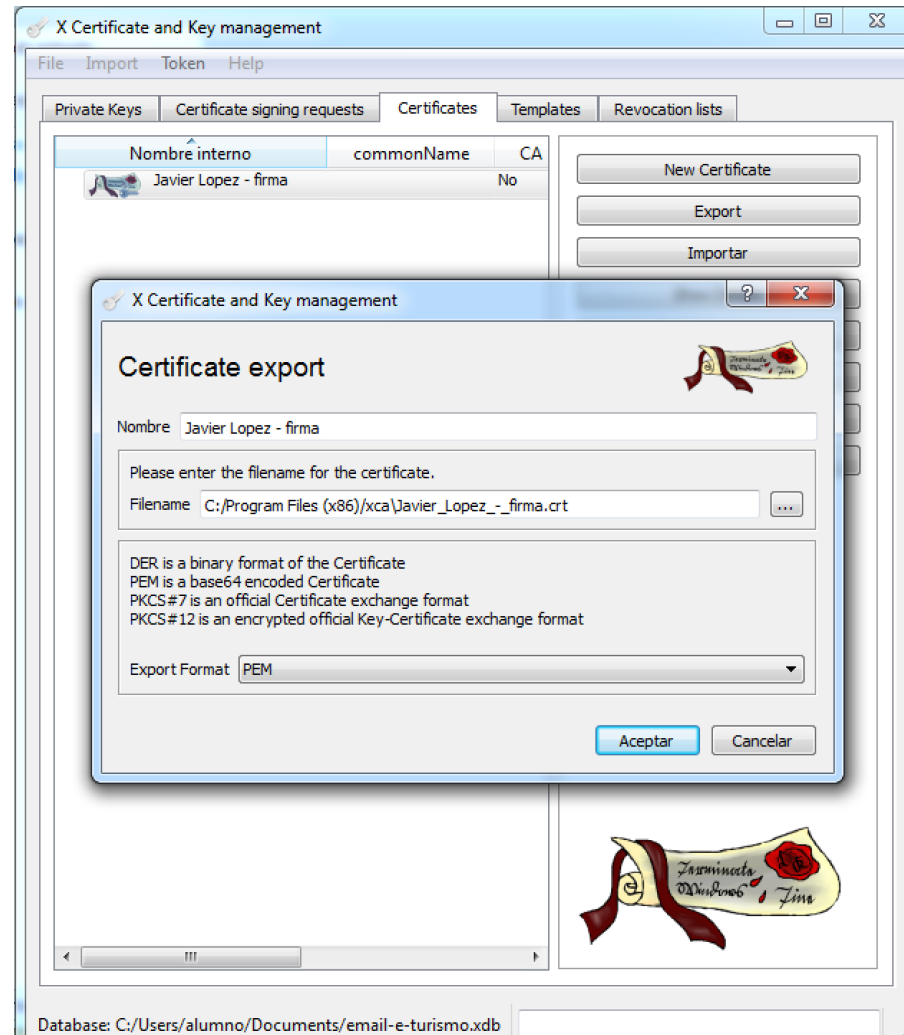 X Certificate and Key management
File Import Token Help
Private Keys Certificate signing requests Certificates Templates Revocation lists
Nombre interno commonName CA
Javier Lopez - firma No
New Certificate
Export
Importar
X Certificate and Key management
Certificate export
Nombre Javier Lopez - firma
Please enter the filename for the certificate.
Filename C:/Program Files (x86)/xca\Javier_Lopez_-_firma.crt ...
DER is a binary format of the Certificate
PEM is a base64 encoded Certificate
PKCS#7 is an official Certificate exchange format
PKCS#12 is an encrypted official Key-Certificate exchange format
Export Format PEM
Aceptar Cancelar
Database: C:/Users/alumno/Documents/email-e-turismo.xdb